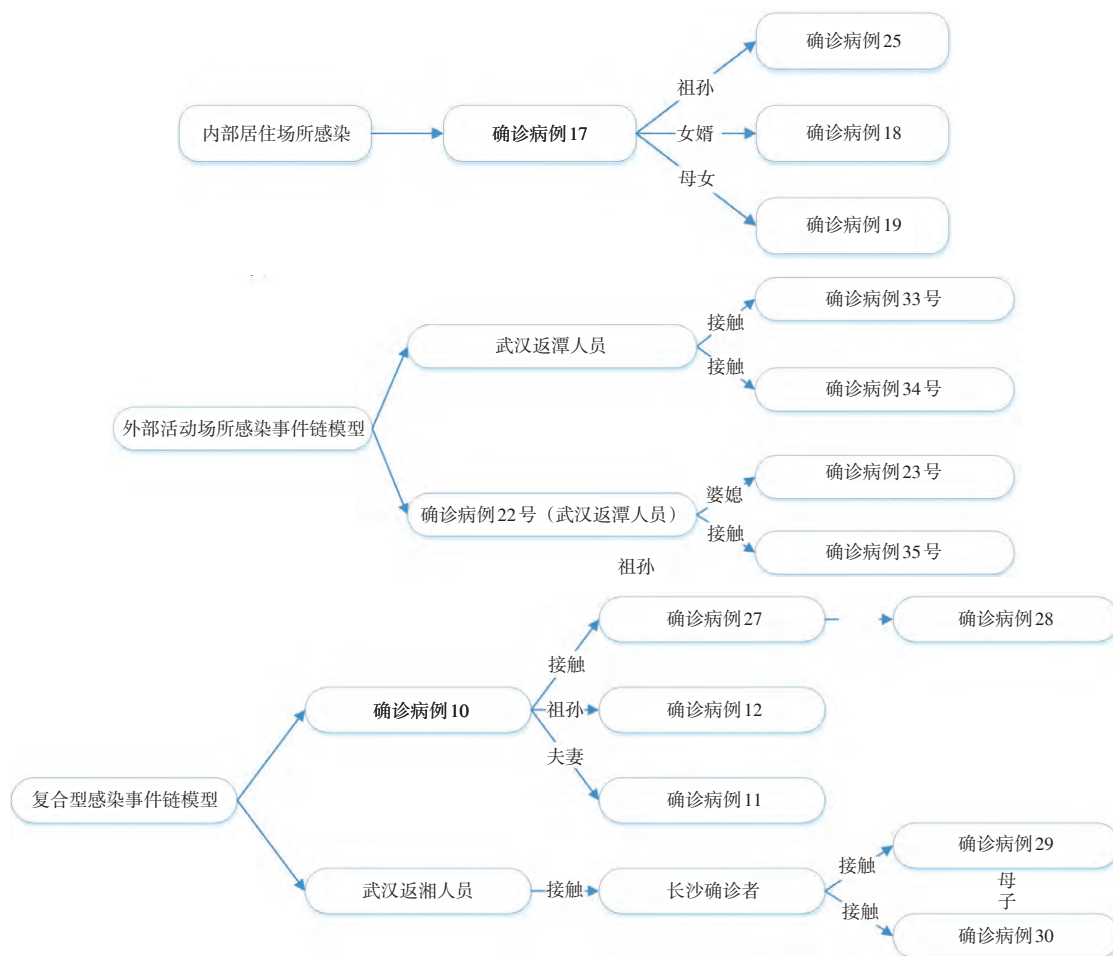 确诊病例25
祖孙
内部居住场所感染
确诊病例17
女婿
确诊病例18
母女
确诊病例19
确诊病例33号
接触
武汉返潭人员
接触
确诊病例34号
外部活动场所感染事件链模型
确诊病例23号
婆媳
确诊病例22号（武汉返潭人员）
接触
确诊病例35号
祖孙
确诊病例27
确诊病例28
接触
确诊病例10
祖孙
确诊病例12
夫妻
复合型感染事件链模型
确诊病例11
确诊病例29
接触
武汉返湘人员
接触
长沙确诊者
母
子
接触
确诊病例30